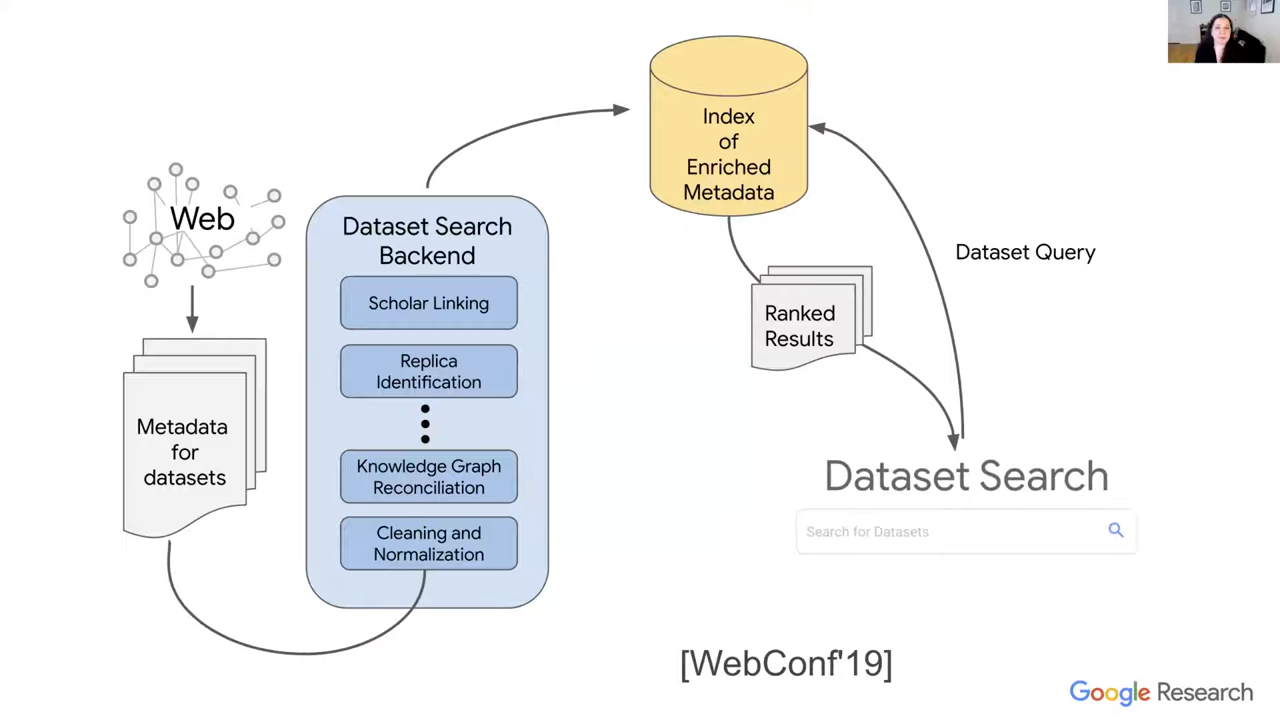 Web
Metadata
for
datasets
Dataset Search
Backend
Scholar Linking
Replica
Identification
Knowledge Graph
Reconciliation
Cleaning and
Normalization
Index
of
Enriched
Metadata
Ranked
Results
Dataset Query
Dataset Search
Search for Datasets
[WebConf'19]
Google Research